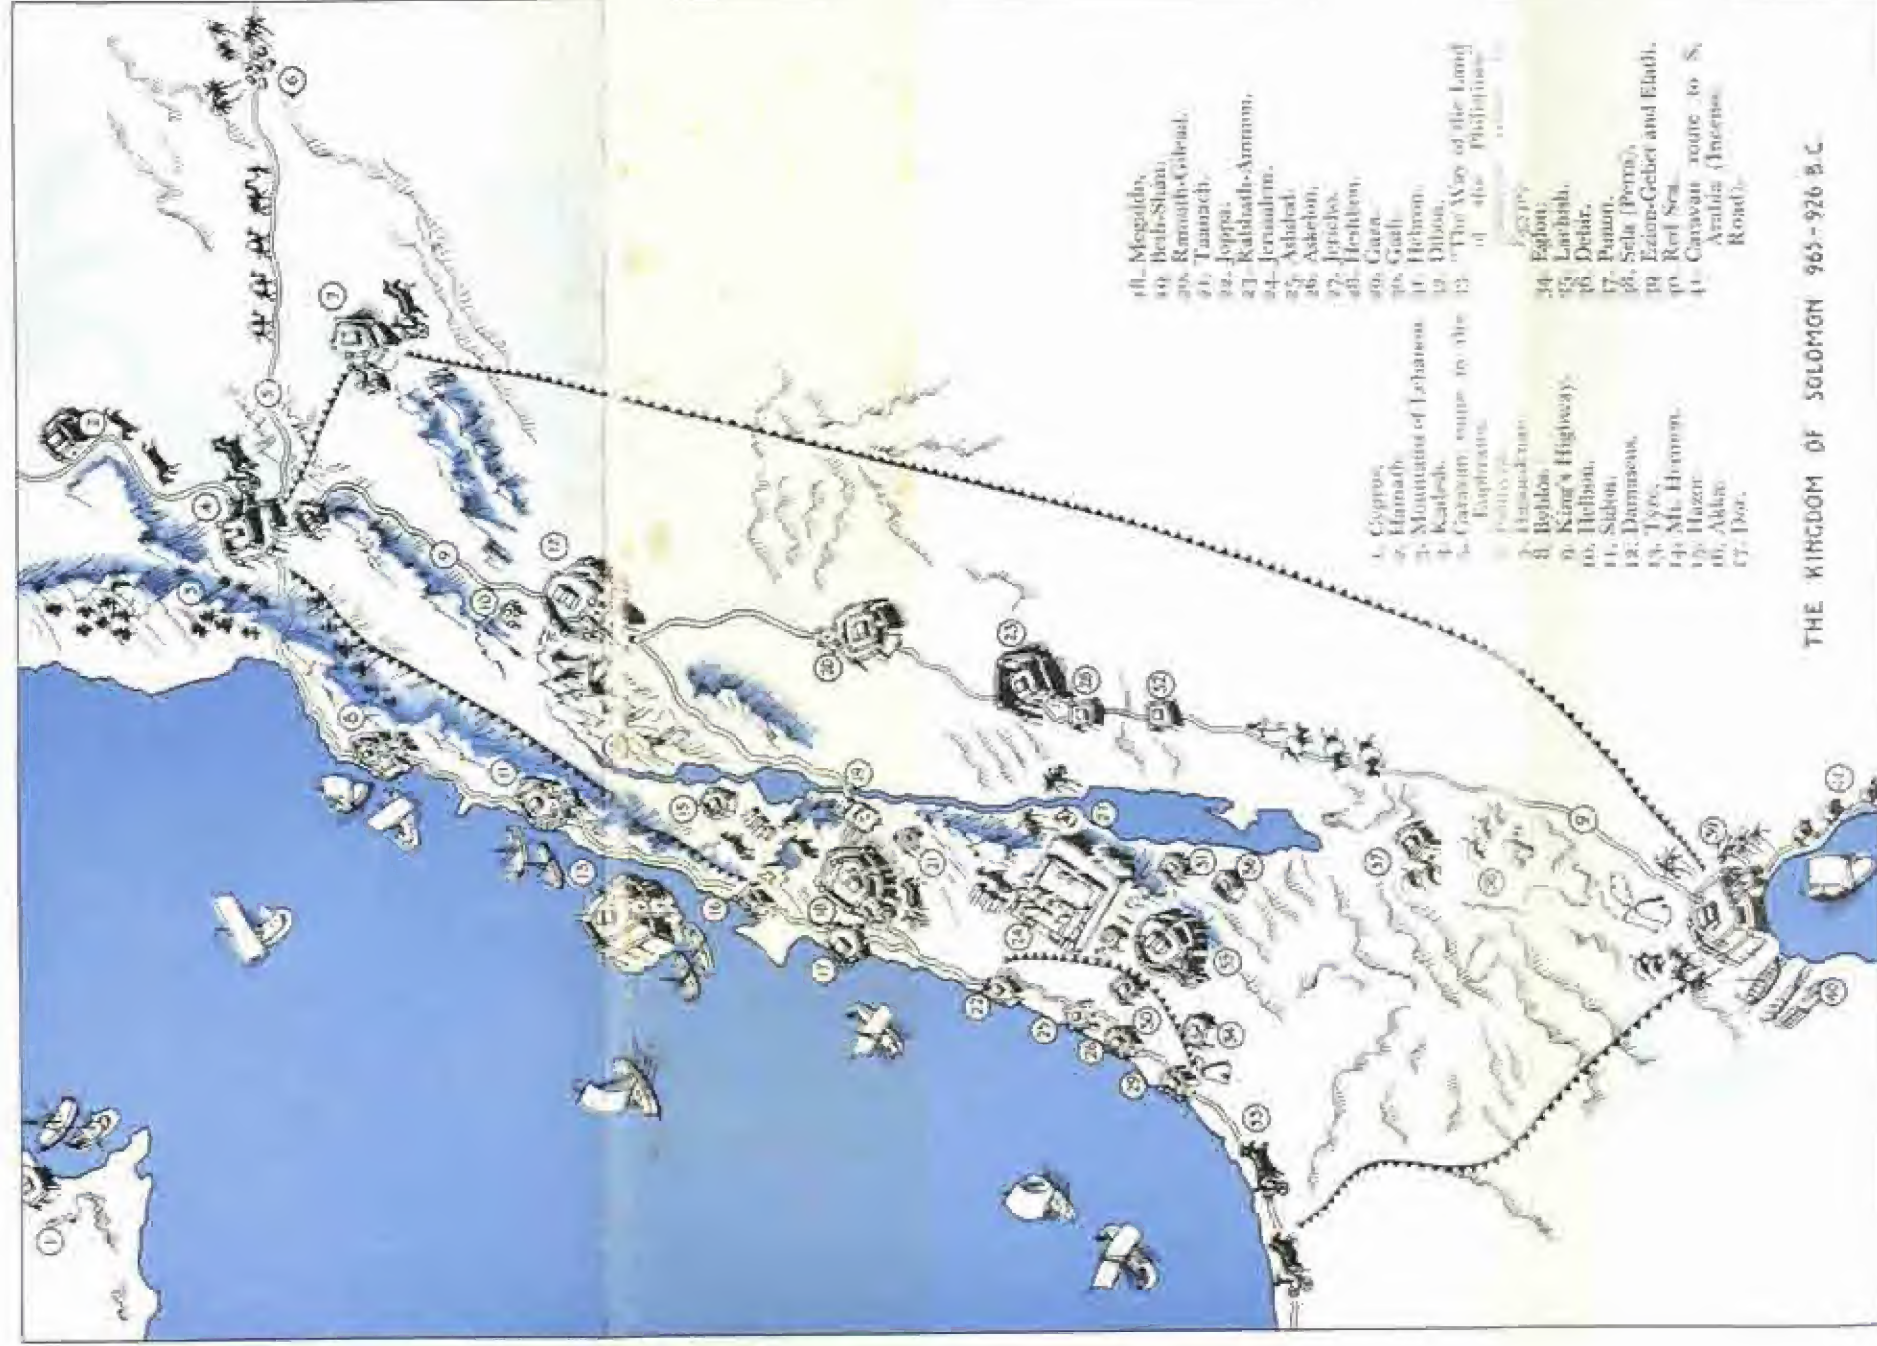 1. Cyprus.
2. Hamath.
3. Mountains of Lebanon
4. Kadesh.
5. Caravan route to the
Euphrates.
8. Byblos.
9. King's Highway.
10. Helbon.
11. Sidon.
12. Damascus.
13. Tyre.
14. Mt. Hermon.
15. Hazor.
16. Akko.
17. Dor.
18. Megiddo.
19. Beth-Shan.
20. Ramoth-Gilead.
21. Taanach.
22. Joppa.
23. Rabbath-Ammon.
24. Jerusalem.
25. Ashdod.
26. Askelon.
27. Jericho.
28. Heshbon.
29. Gaza.
30. Gath.
31. Hebron.
32. Dibon.
33. "The Way of the Land
of the Philistines"
Egypt.
34. Eglon.
35. Lachish.
36. Debir.
37. Punon.
38. Sela (Petra).
39. Ezion-Geber and Elath.
40. Red Sea.
41. Caravan route to S.
Arabia (Incense
Road).
THE KINGDOM OF SOLOMON 965-926 B.C.